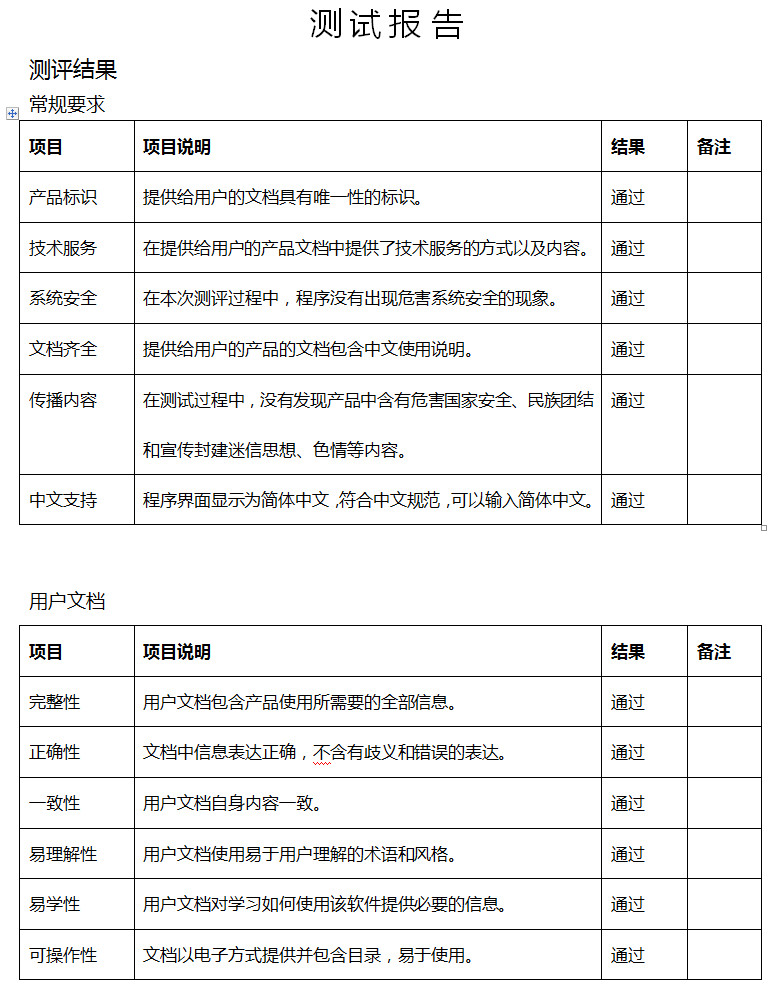 测试报告
测评结果
常规要求
项目 项目说明 结果 备注
产品标识 提供给用户的文档具有唯一性的标识。 通过
技术服务 在提供给用户的产品文档中提供了技术服务的方式以及内容。 通过
系统安全 在本次测评过程中，程序没有出现危害系统安全的现象。 通过
文档齐全 提供给用户的产品的文档包含中文使用说明。 通过
传播内容 在测试过程中，没有发现产品中含有危害国家安全、民族团结 通过
和宣传封建迷信思想、色情等内容。
中文支持 程序界面显示为简体中文，符合中文规范，可以输入简体中文。 通过
用户文档
项目 项目说明 结果 备注
完整性 用户文档包含产品使用所需要的全部信息。 通过
正确性 文档中信息表达正确，不含有歧义和错误的表达。 通过
一致性 用户文档自身内容一致。 通过
易理解性 用户文档使用易于用户理解的术语和风格。 通过
易学性 用户文档对学习如何使用该软件提供必要的信息。 通过
可操作性 文档以电子方式提供并包含目录，易于使用。 通过